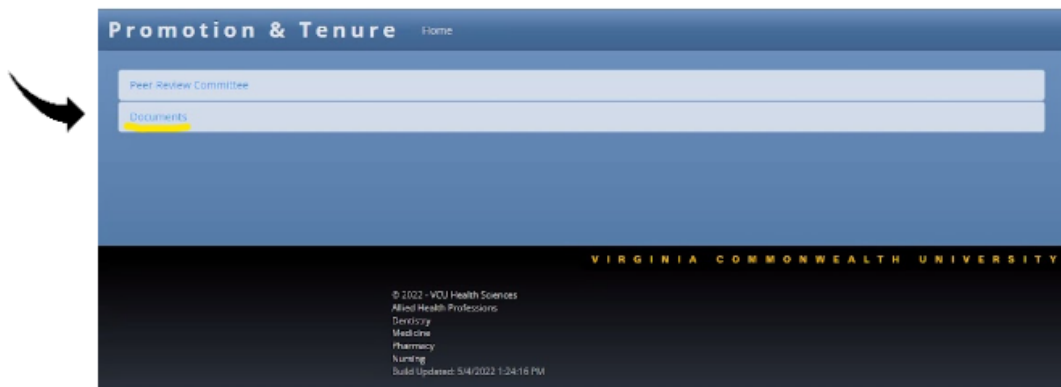 Promotion & Tenure Home
Peer Review Committee
Documents
VIRGINIA COMMONWEALTH UNIVERSITY
© 2022 - VCU Health Sciences
Allied Health Professions
Dentistry
Medicine
Pharmacy
Nursing
Build Updated: 5/4/2022 1:24:16 PM